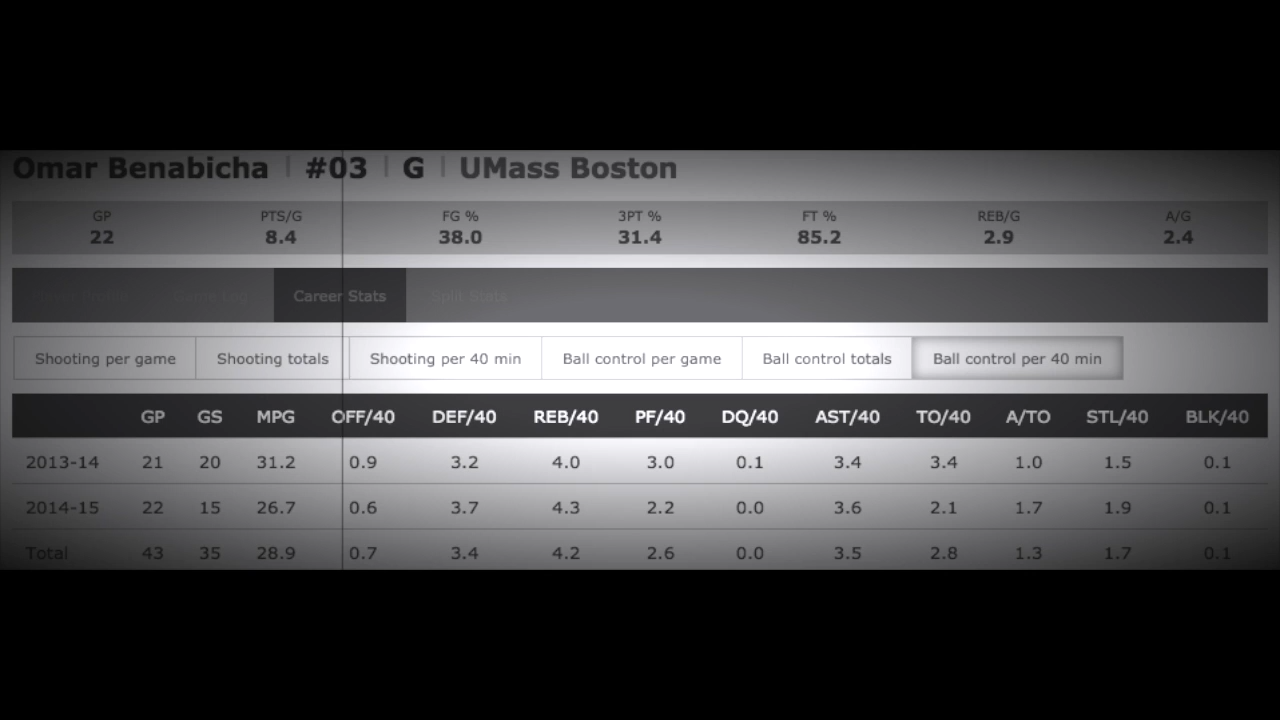 Omar Benabicha | #03 | G | UMass Boston
GP PTS/G FG % 3PT % FT % REB/G A/G
22 8.4 38.0 31.4 85.2 2.9 2.4
Game Log Career Stats Split Stats
Shooting per game Shooting totals Shooting per 40 min Ball control per game Ball control totals Ball control per 40 min
GP GS MPG OFF/40 DEF/40 REB/40 PF/40 DQ/40 AST/40 TO/40 A/TO STL/40 BLK/40
2013-14 21 20 31.2 0.9 3.2 4.0 3.0 0.1 3.4 3.4 1.0 1.5 0.1
2014-15 22 15 26.7 0.6 3.7 4.3 2.2 0.0 3.6 2.1 1.7 1.9 0.1
Total 43 35 28.9 0.7 3.4 4.2 2.6 0.0 3.5 2.8 1.3 1.7 0.1